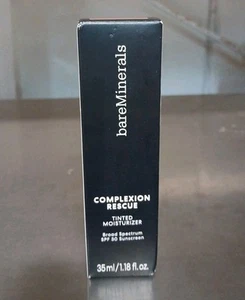 bareMinerals
COMPLEXION
RESCUE
TINTED
MOISTURIZER
Broad Spectrum
SPF 30 Sunscreen
35ml/1.18 fl.oz.